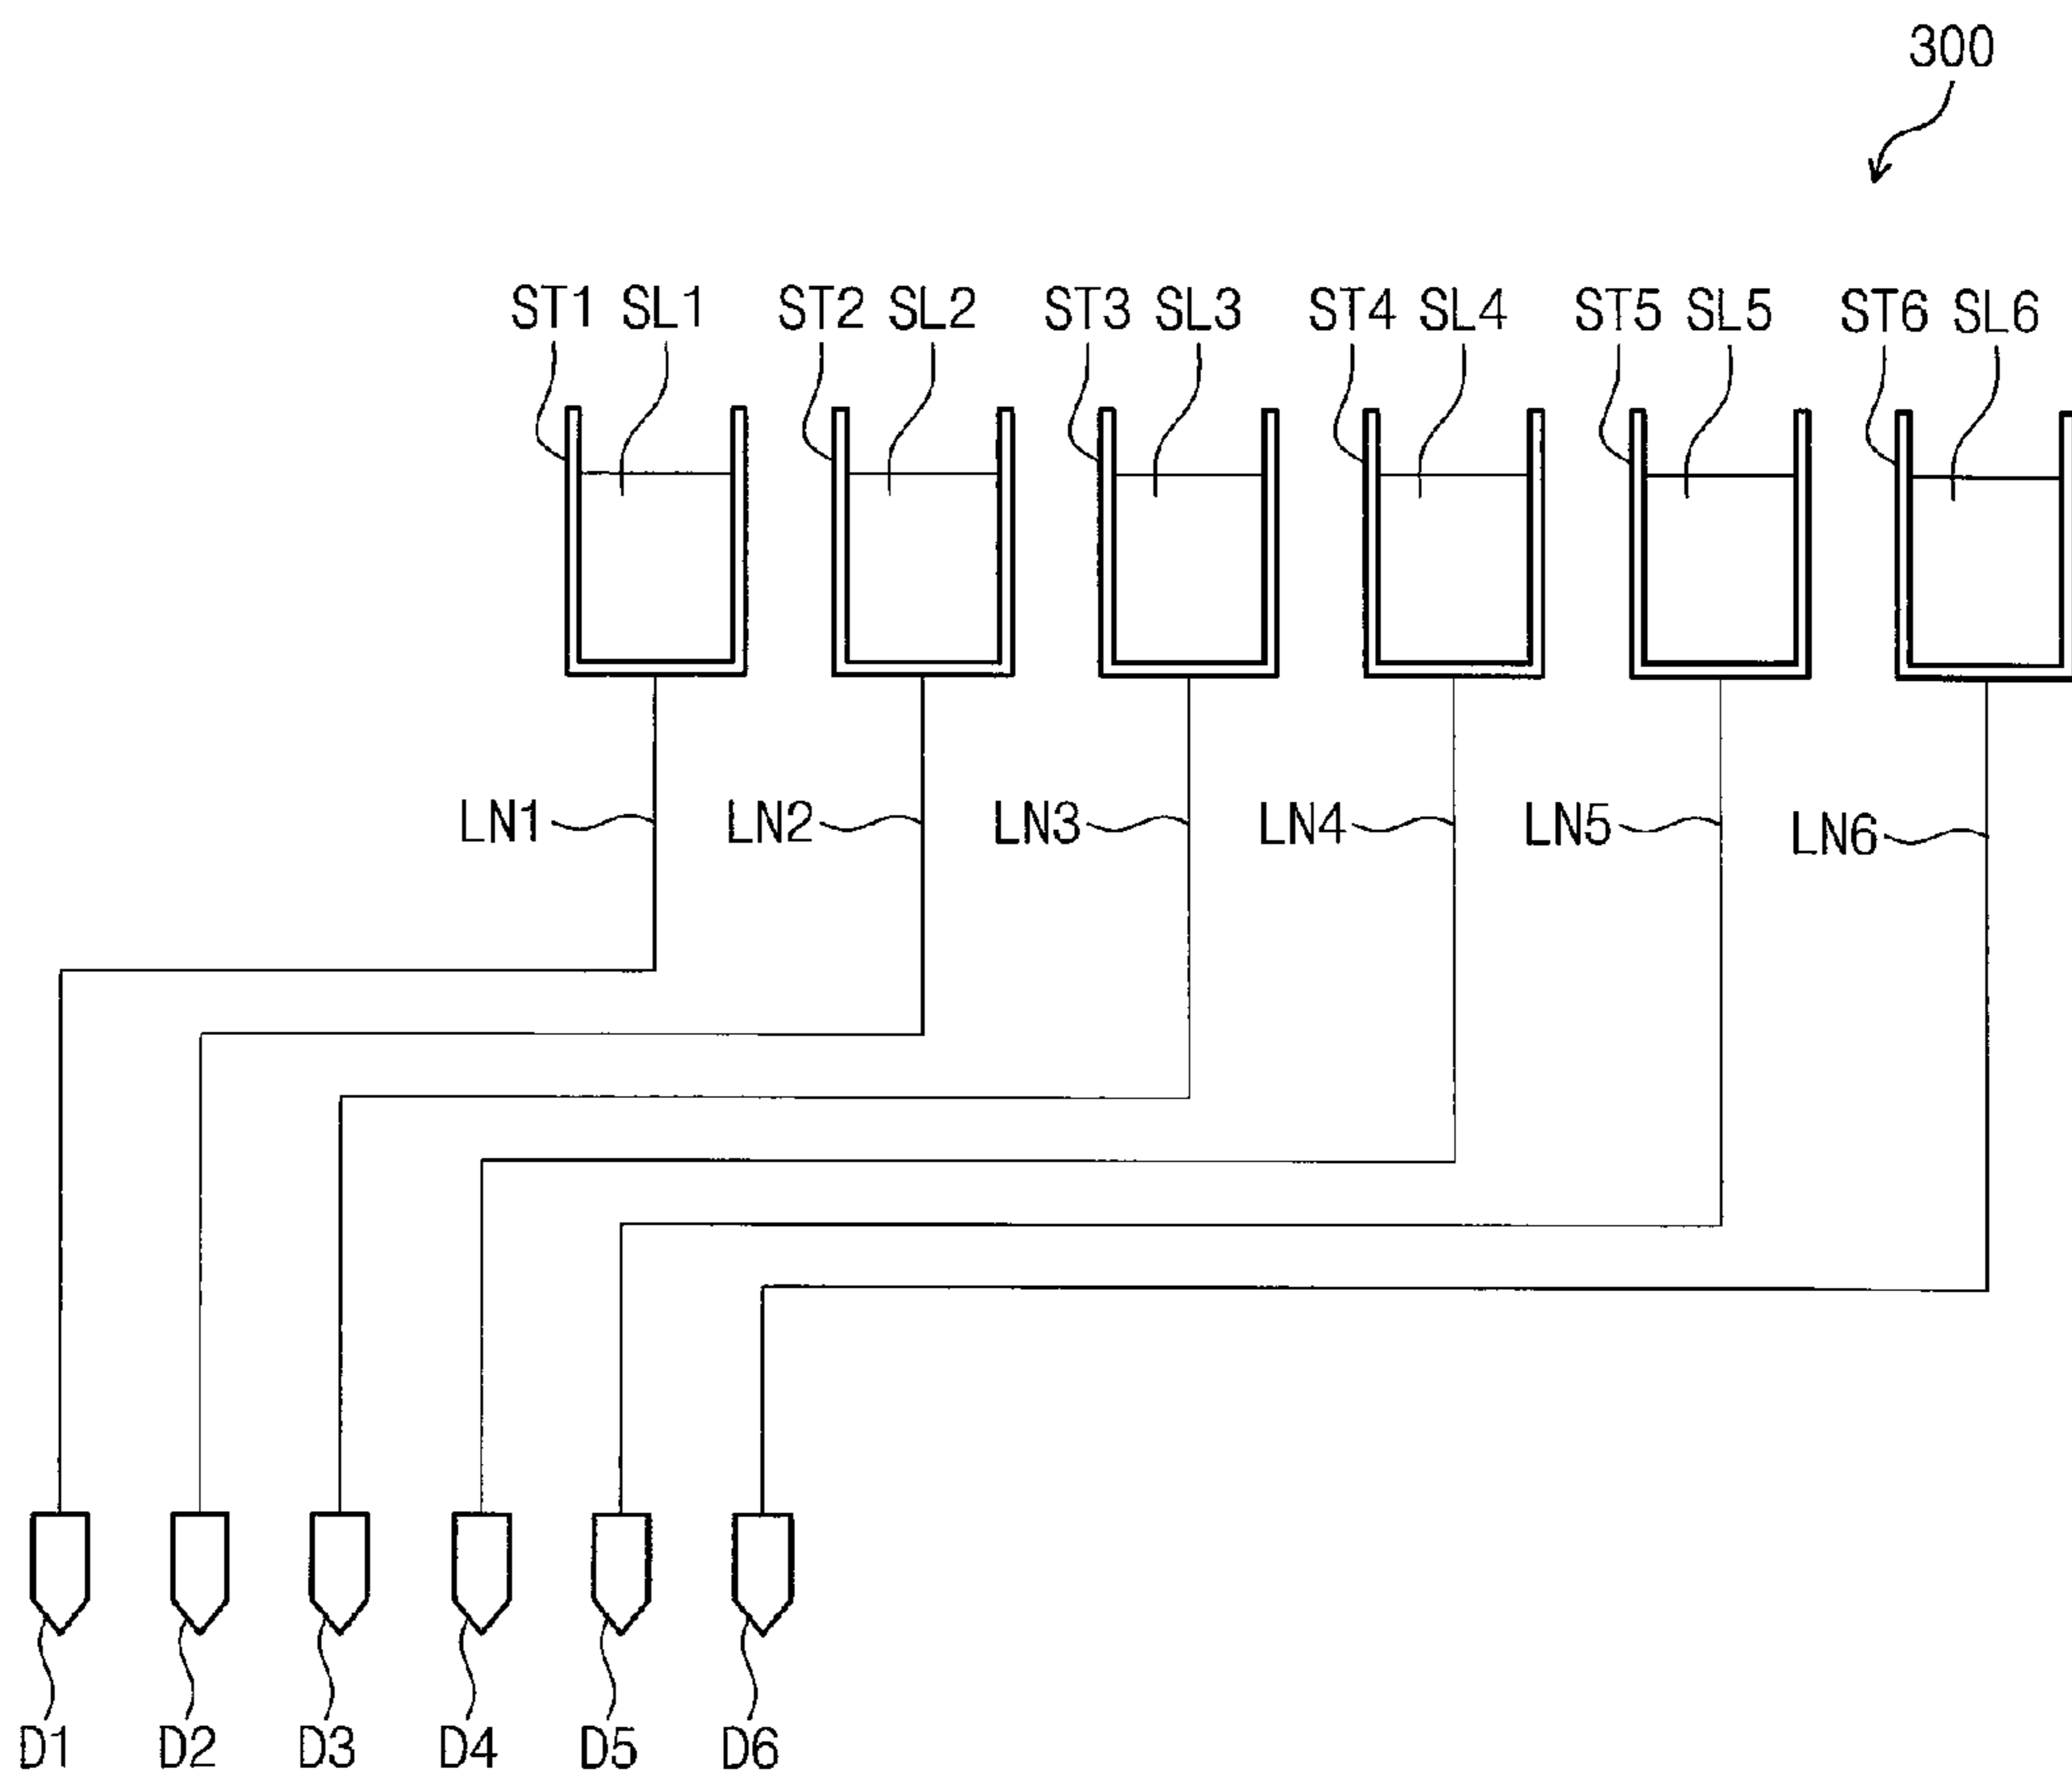 300
ST1 SL1 ST2 SL2 ST3 SL3 ST4 SL4 ST5 SL5 ST6 SL6
LN1 LN2 LN3 LN4 LN5 LN6
D1 D2 D3 D4 D5 D6